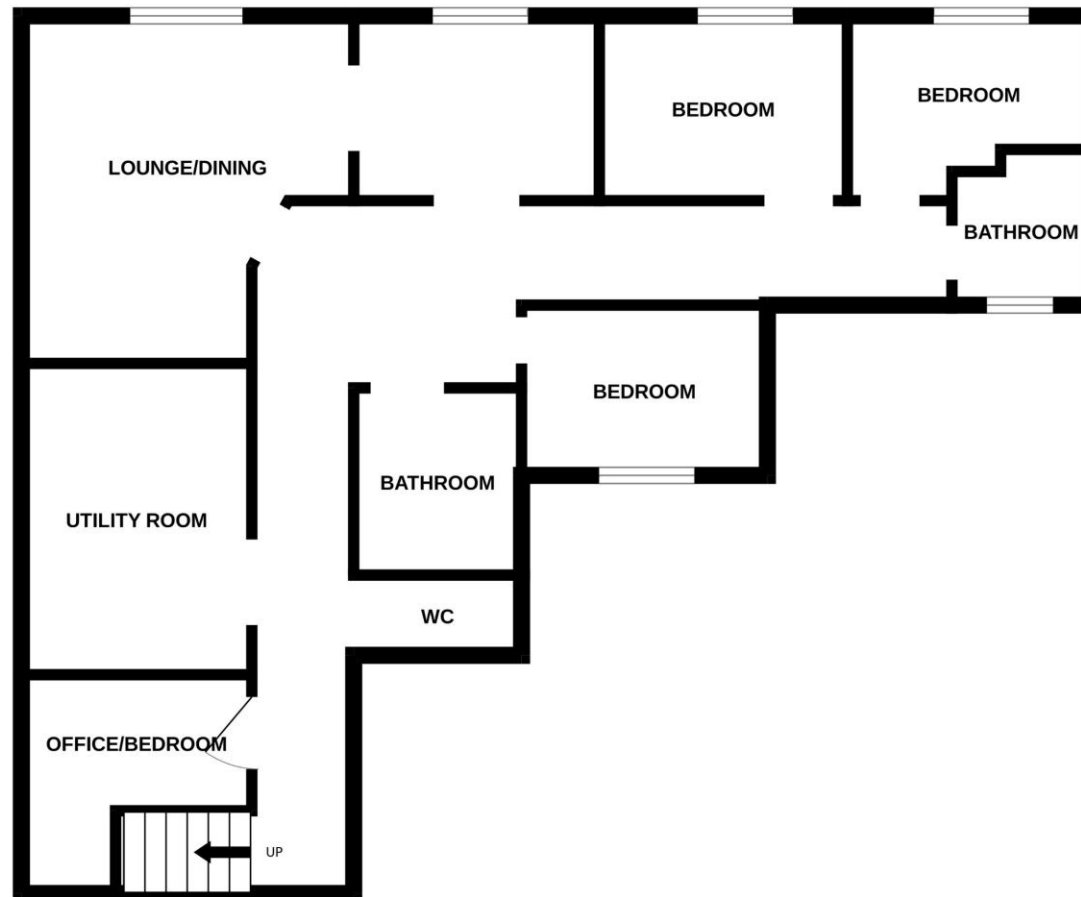 BEDROOM
BEDROOM
LOUNGE/DINING
BATHROOM
BEDROOM
BATHROOM
UTILITY ROOM
WC
OFFICE/BEDROOM
UP